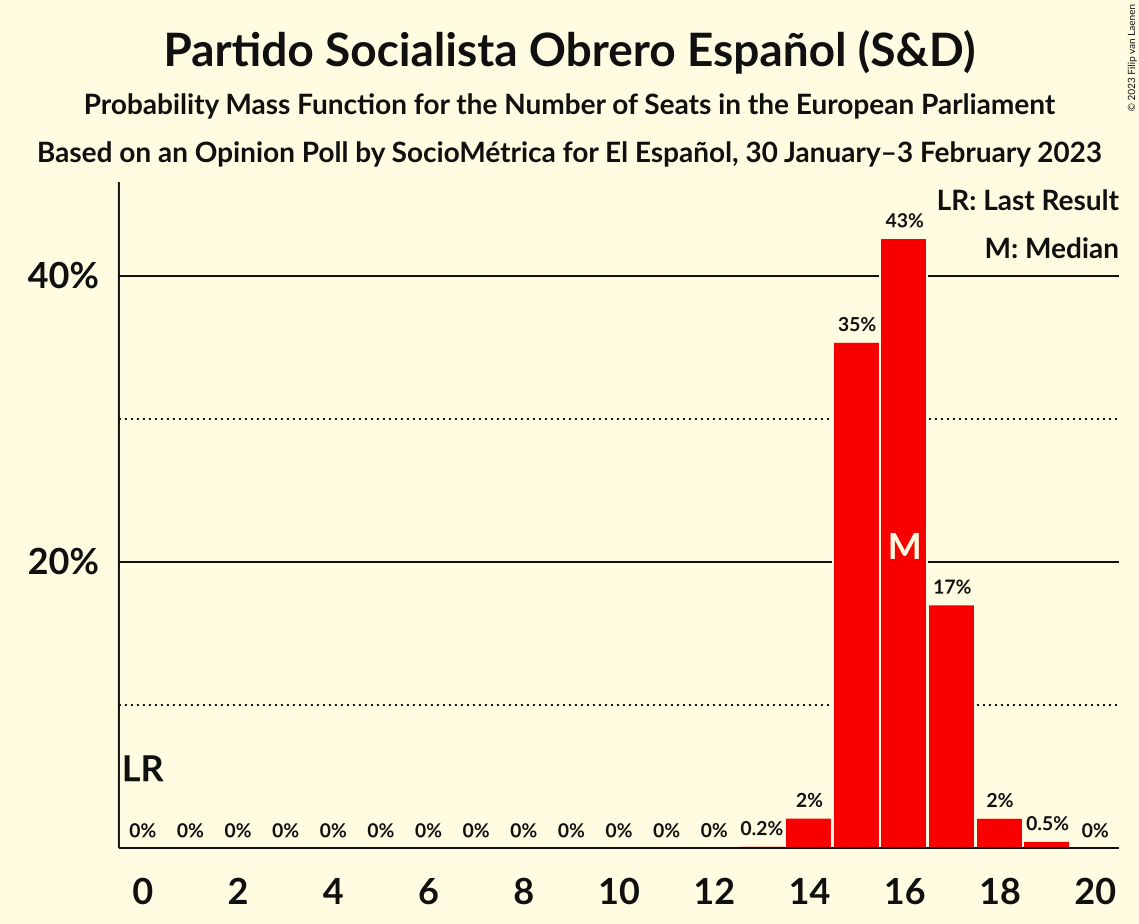 Partido Socialista Obrero Español (S&D)
Probability Mass Function for the Number of Seats in the European Parliament
Based on an Opinion Poll by SocioMétrica for El Español, 30 January–3 February 2023
© 2023 Filip van Laenen
LR: Last Result
M: Median
40%
20%
43%
35%
M
17%
LR
0% 0% 0% 0% 0% 0% 0% 0% 0% 0% 0% 0% 0% 0.2% 2% 2% 0.5% 0%
0 2 4 6 8 10 12 14 16 18 20